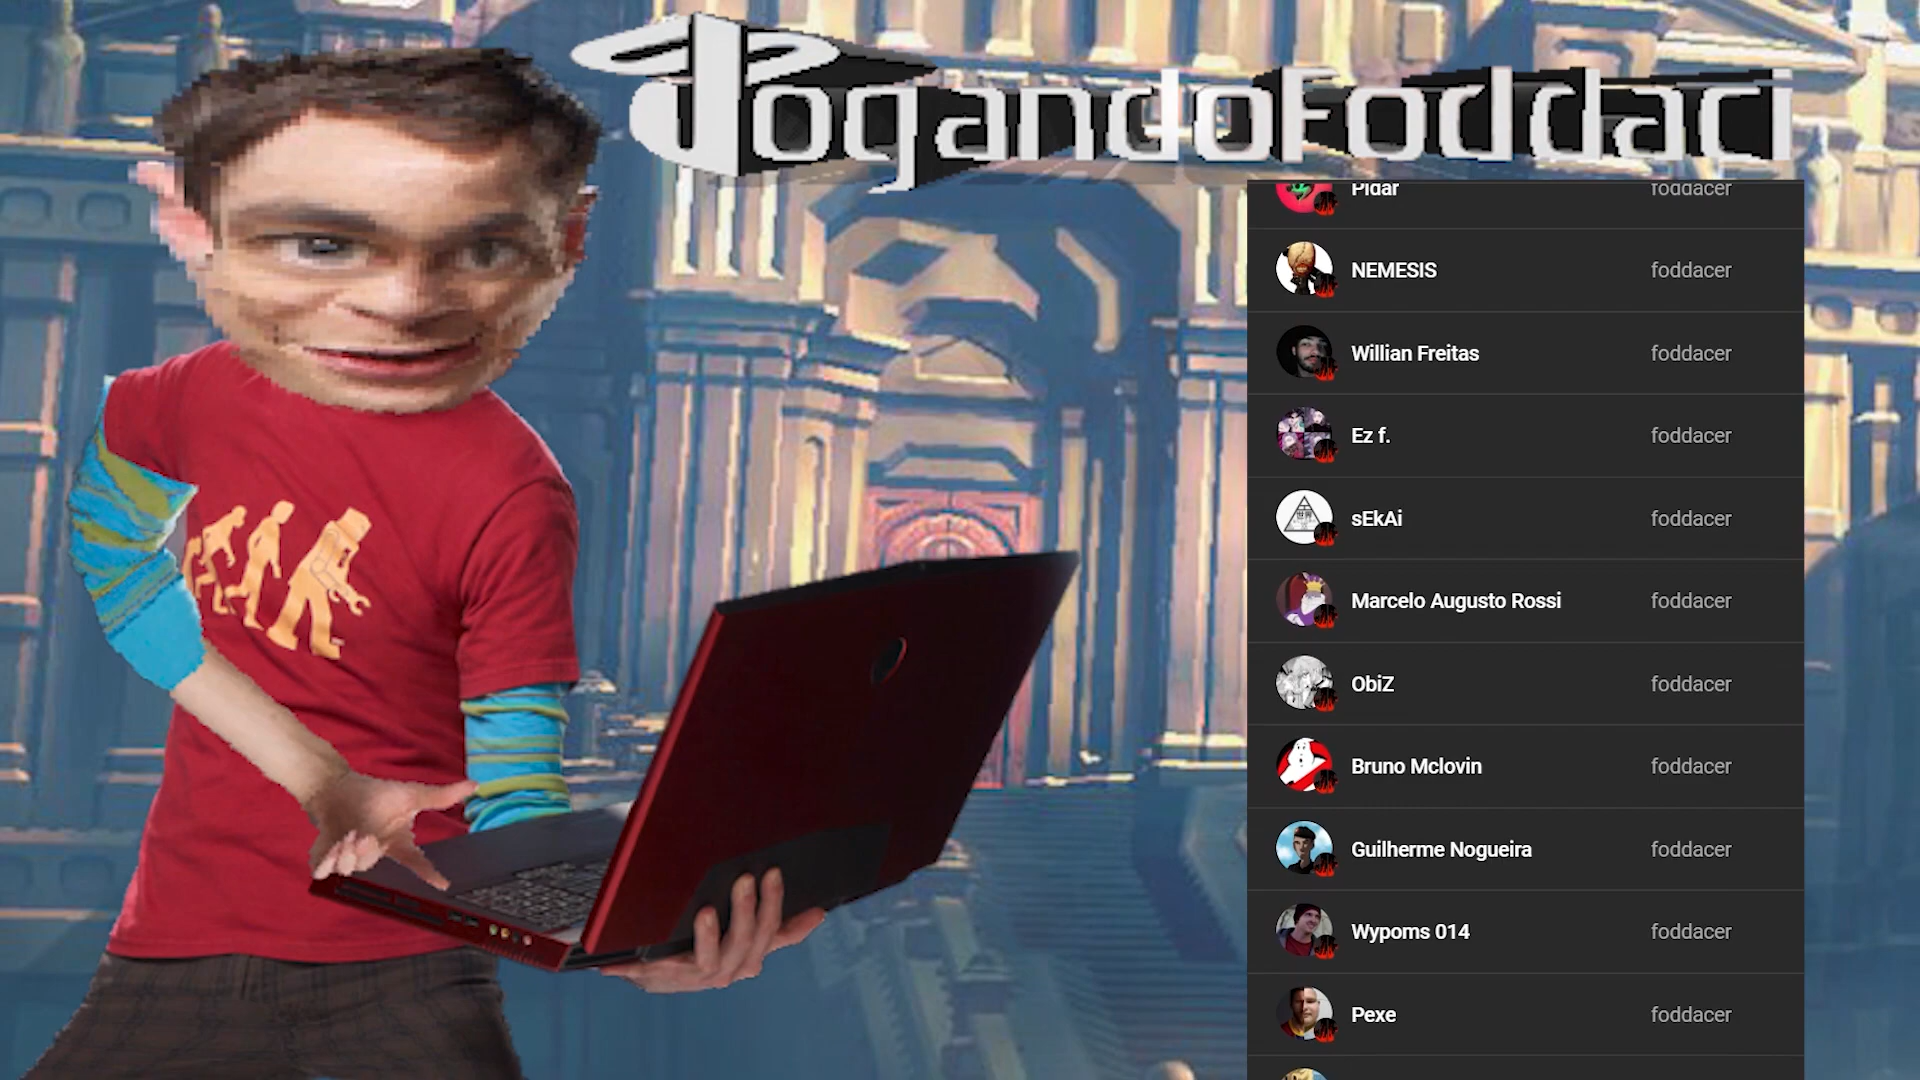 JogandoFoddaci
Pidar foddacer
NEMESIS foddacer
Willian Freitas foddacer
Ez f. foddacer
sEkAi foddacer
Marcelo Augusto Rossi foddacer
ObiZ foddacer
Bruno Mclovin foddacer
Guilherme Nogueira foddacer
Wypoms 014 foddacer
Pexe foddacer